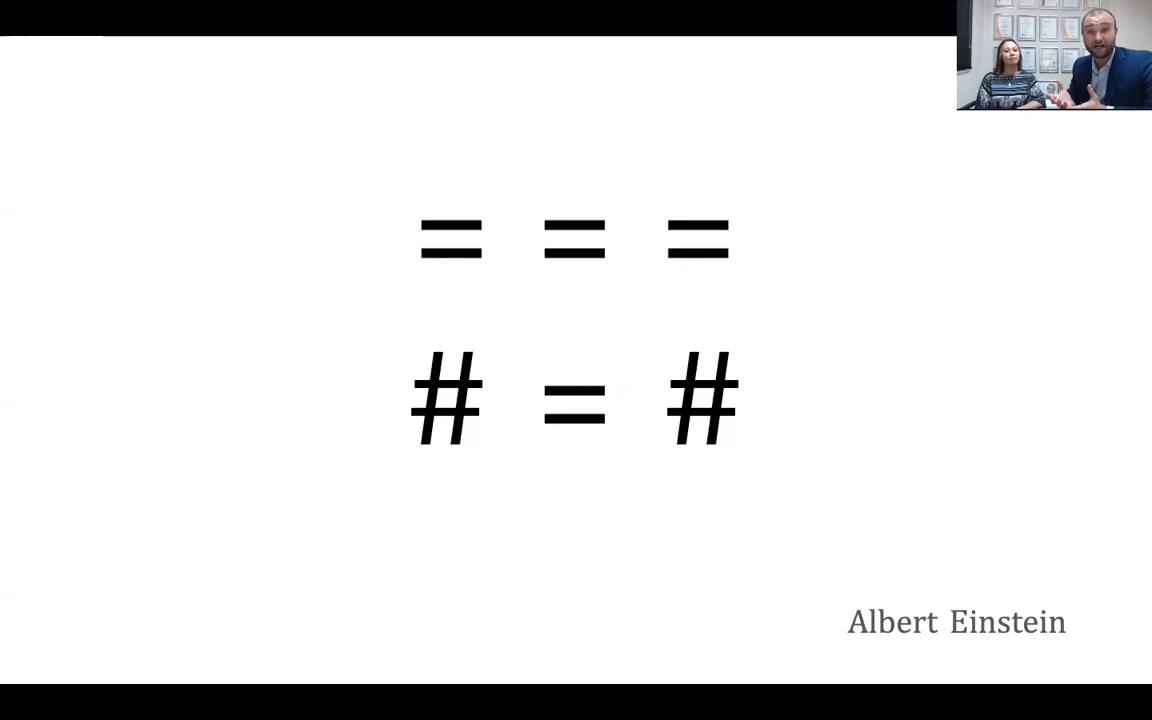 = = =
# = #
Albert Einstein